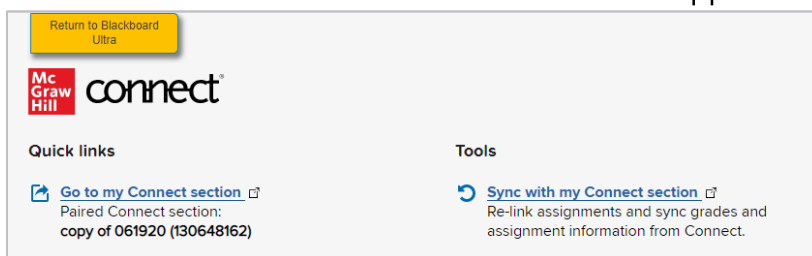 Return to Blackboard
Ultra
Mc
Graw
Hill
connect
Quick links
Go to my Connect section
Paired Connect section:
copy of 061920 (130648162)
Tools
Sync with my Connect section
Re-link assignments and sync grades and
assignment information from Connect.